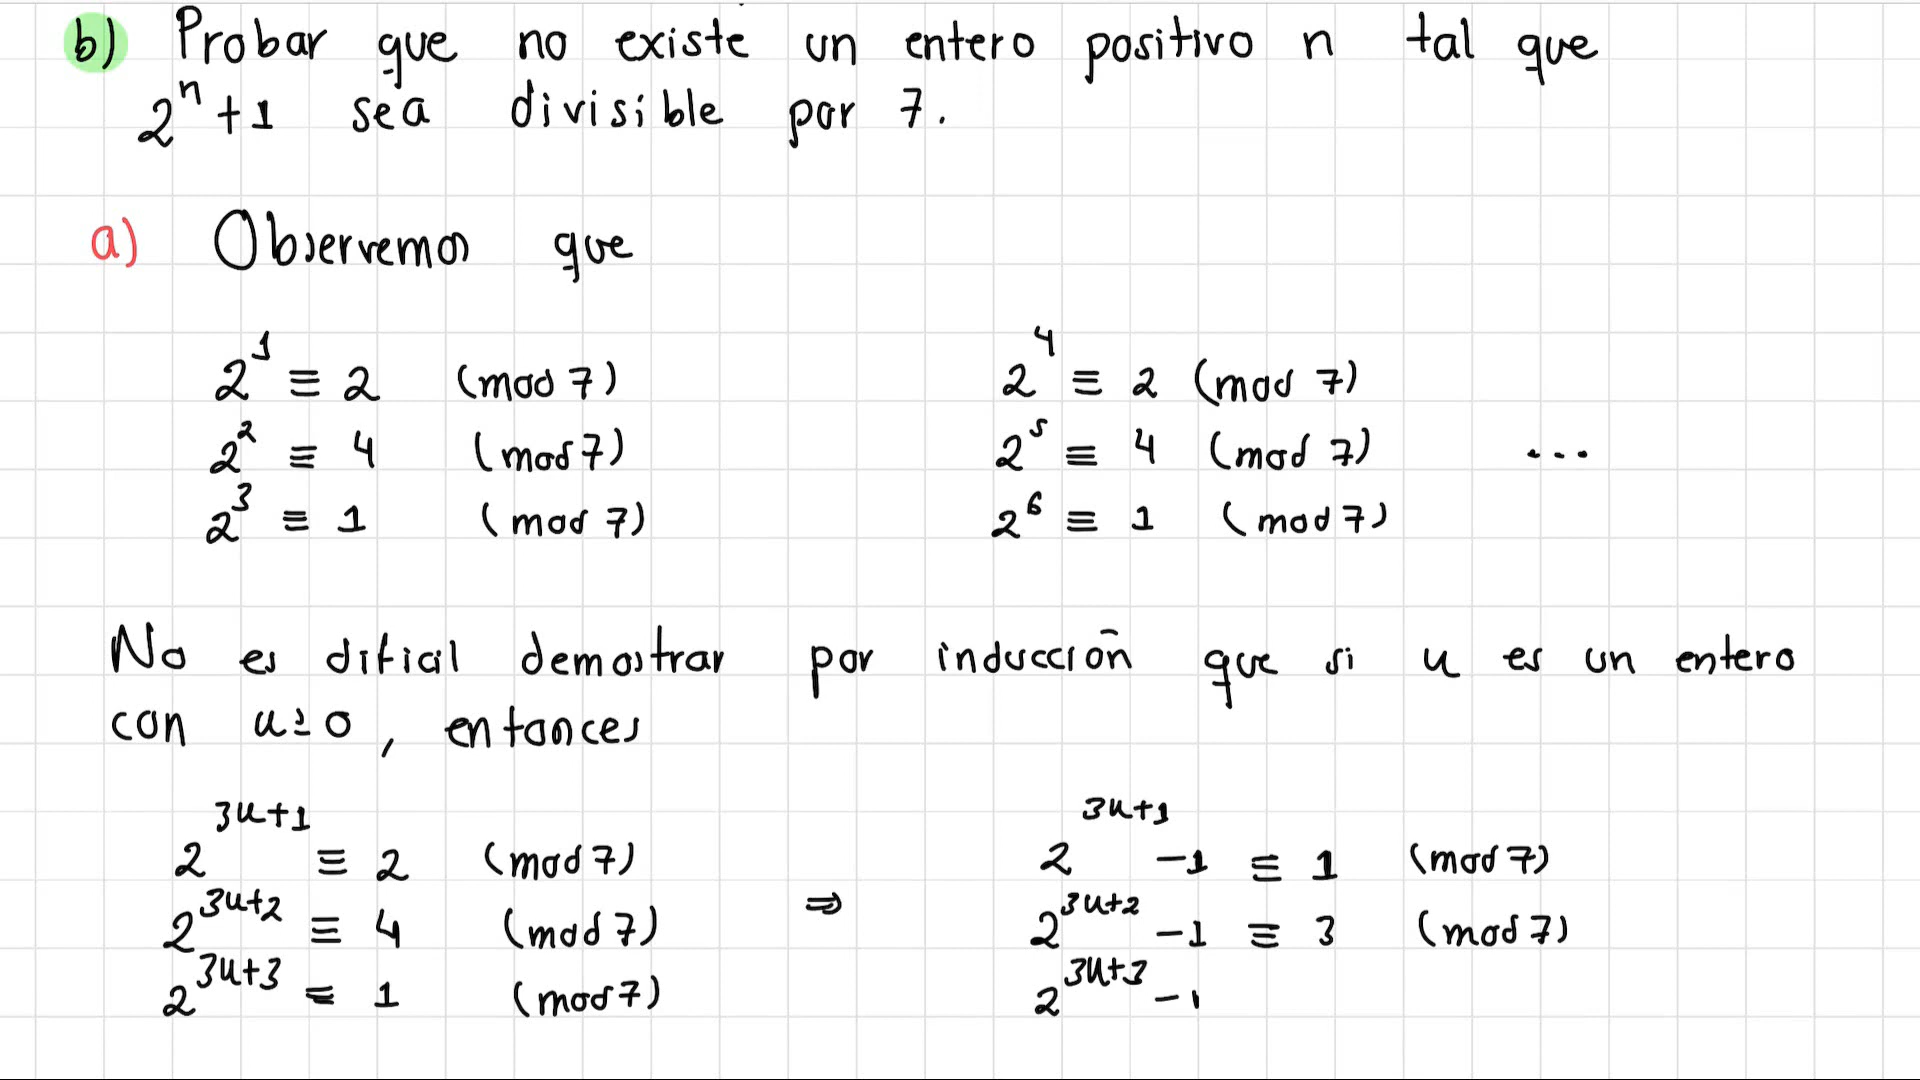 b) Probar que no existe un entero positivo n tal que
2^n + 1 sea divisible por 7.
a) Observemos que
2^1 ≡ 2 (mod 7) 2^4 ≡ 2 (mod 7)
2^2 ≡ 4 (mod 7) 2^5 ≡ 4 (mod 7) ...
2^3 ≡ 1 (mod 7) 2^6 ≡ 1 (mod 7)
No es dificil demostrar por inducción que si u es un entero
con u ≥ 0, entonces
2^{3u+1} ≡ 2 (mod 7) 2^{3u+1} - 1 ≡ 1 (mod 7)
2^{3u+2} ≡ 4 (mod 7) ⇒ 2^{3u+2} - 1 ≡ 3 (mod 7)
2^{3u+3} ≡ 1 (mod 7) 2^{3u+3} - 1